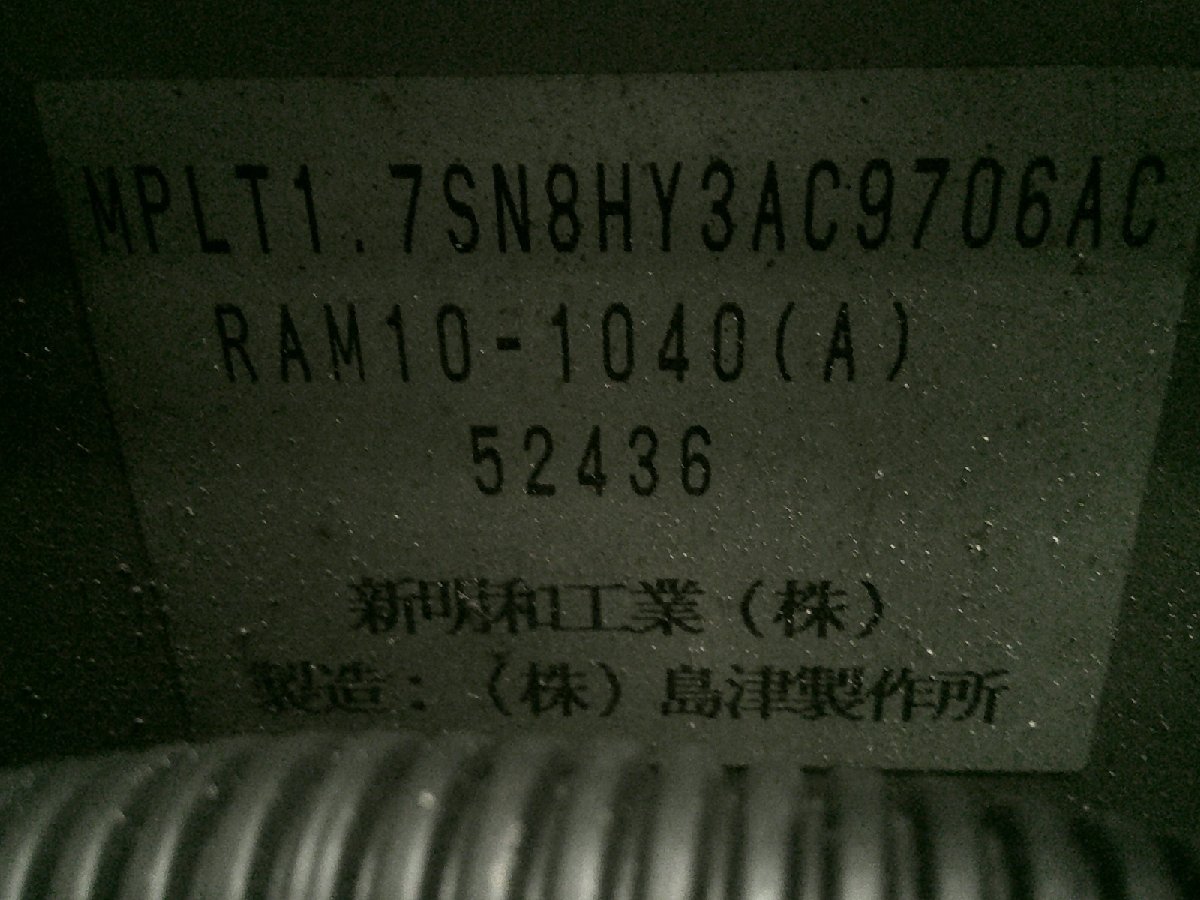 MPLT1.7SN8HY3AC9706AC
RAM10-1040(A)
52436
新明和工業(株)
製造:(株)島津製作所